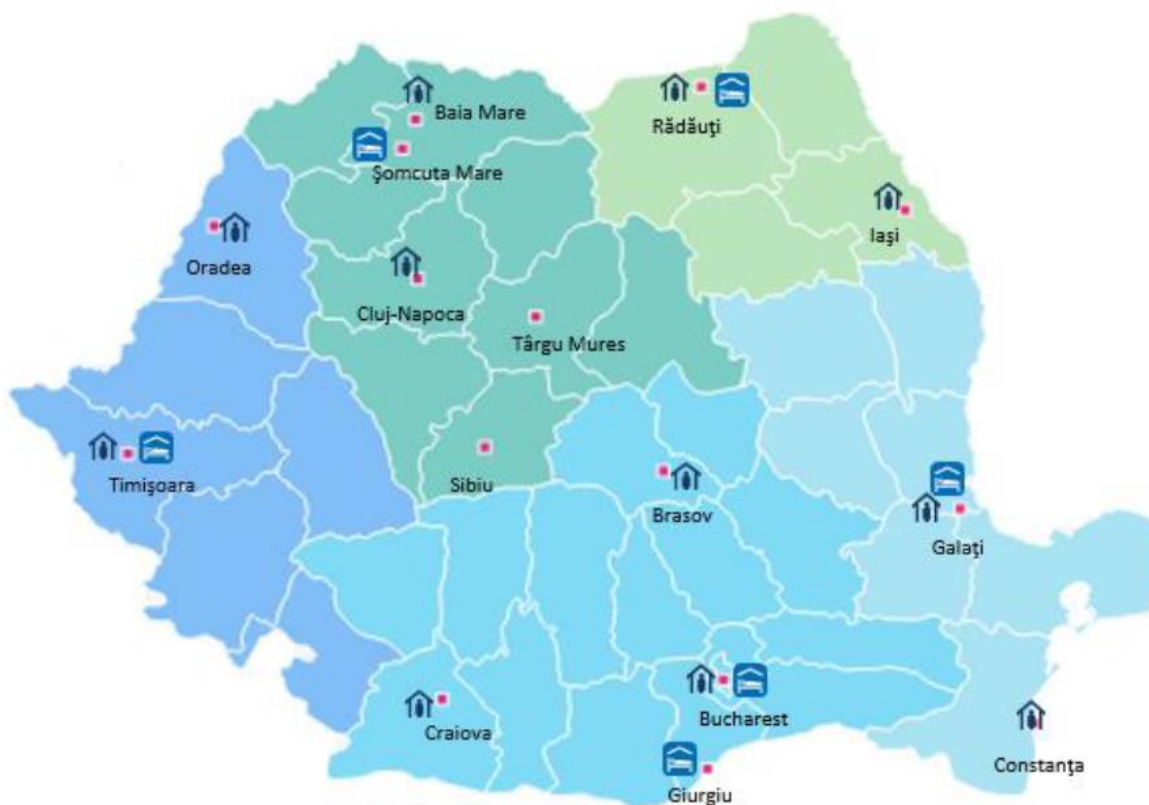 Baia Mare
Rădăuţi
Şomcuta Mare
Iaşi
Oradea
Cluj-Napoca
Târgu Mures
Timişoara
Sibiu
Brasov
Galaţi
Craiova
Bucharest
Constanţa
Giurgiu